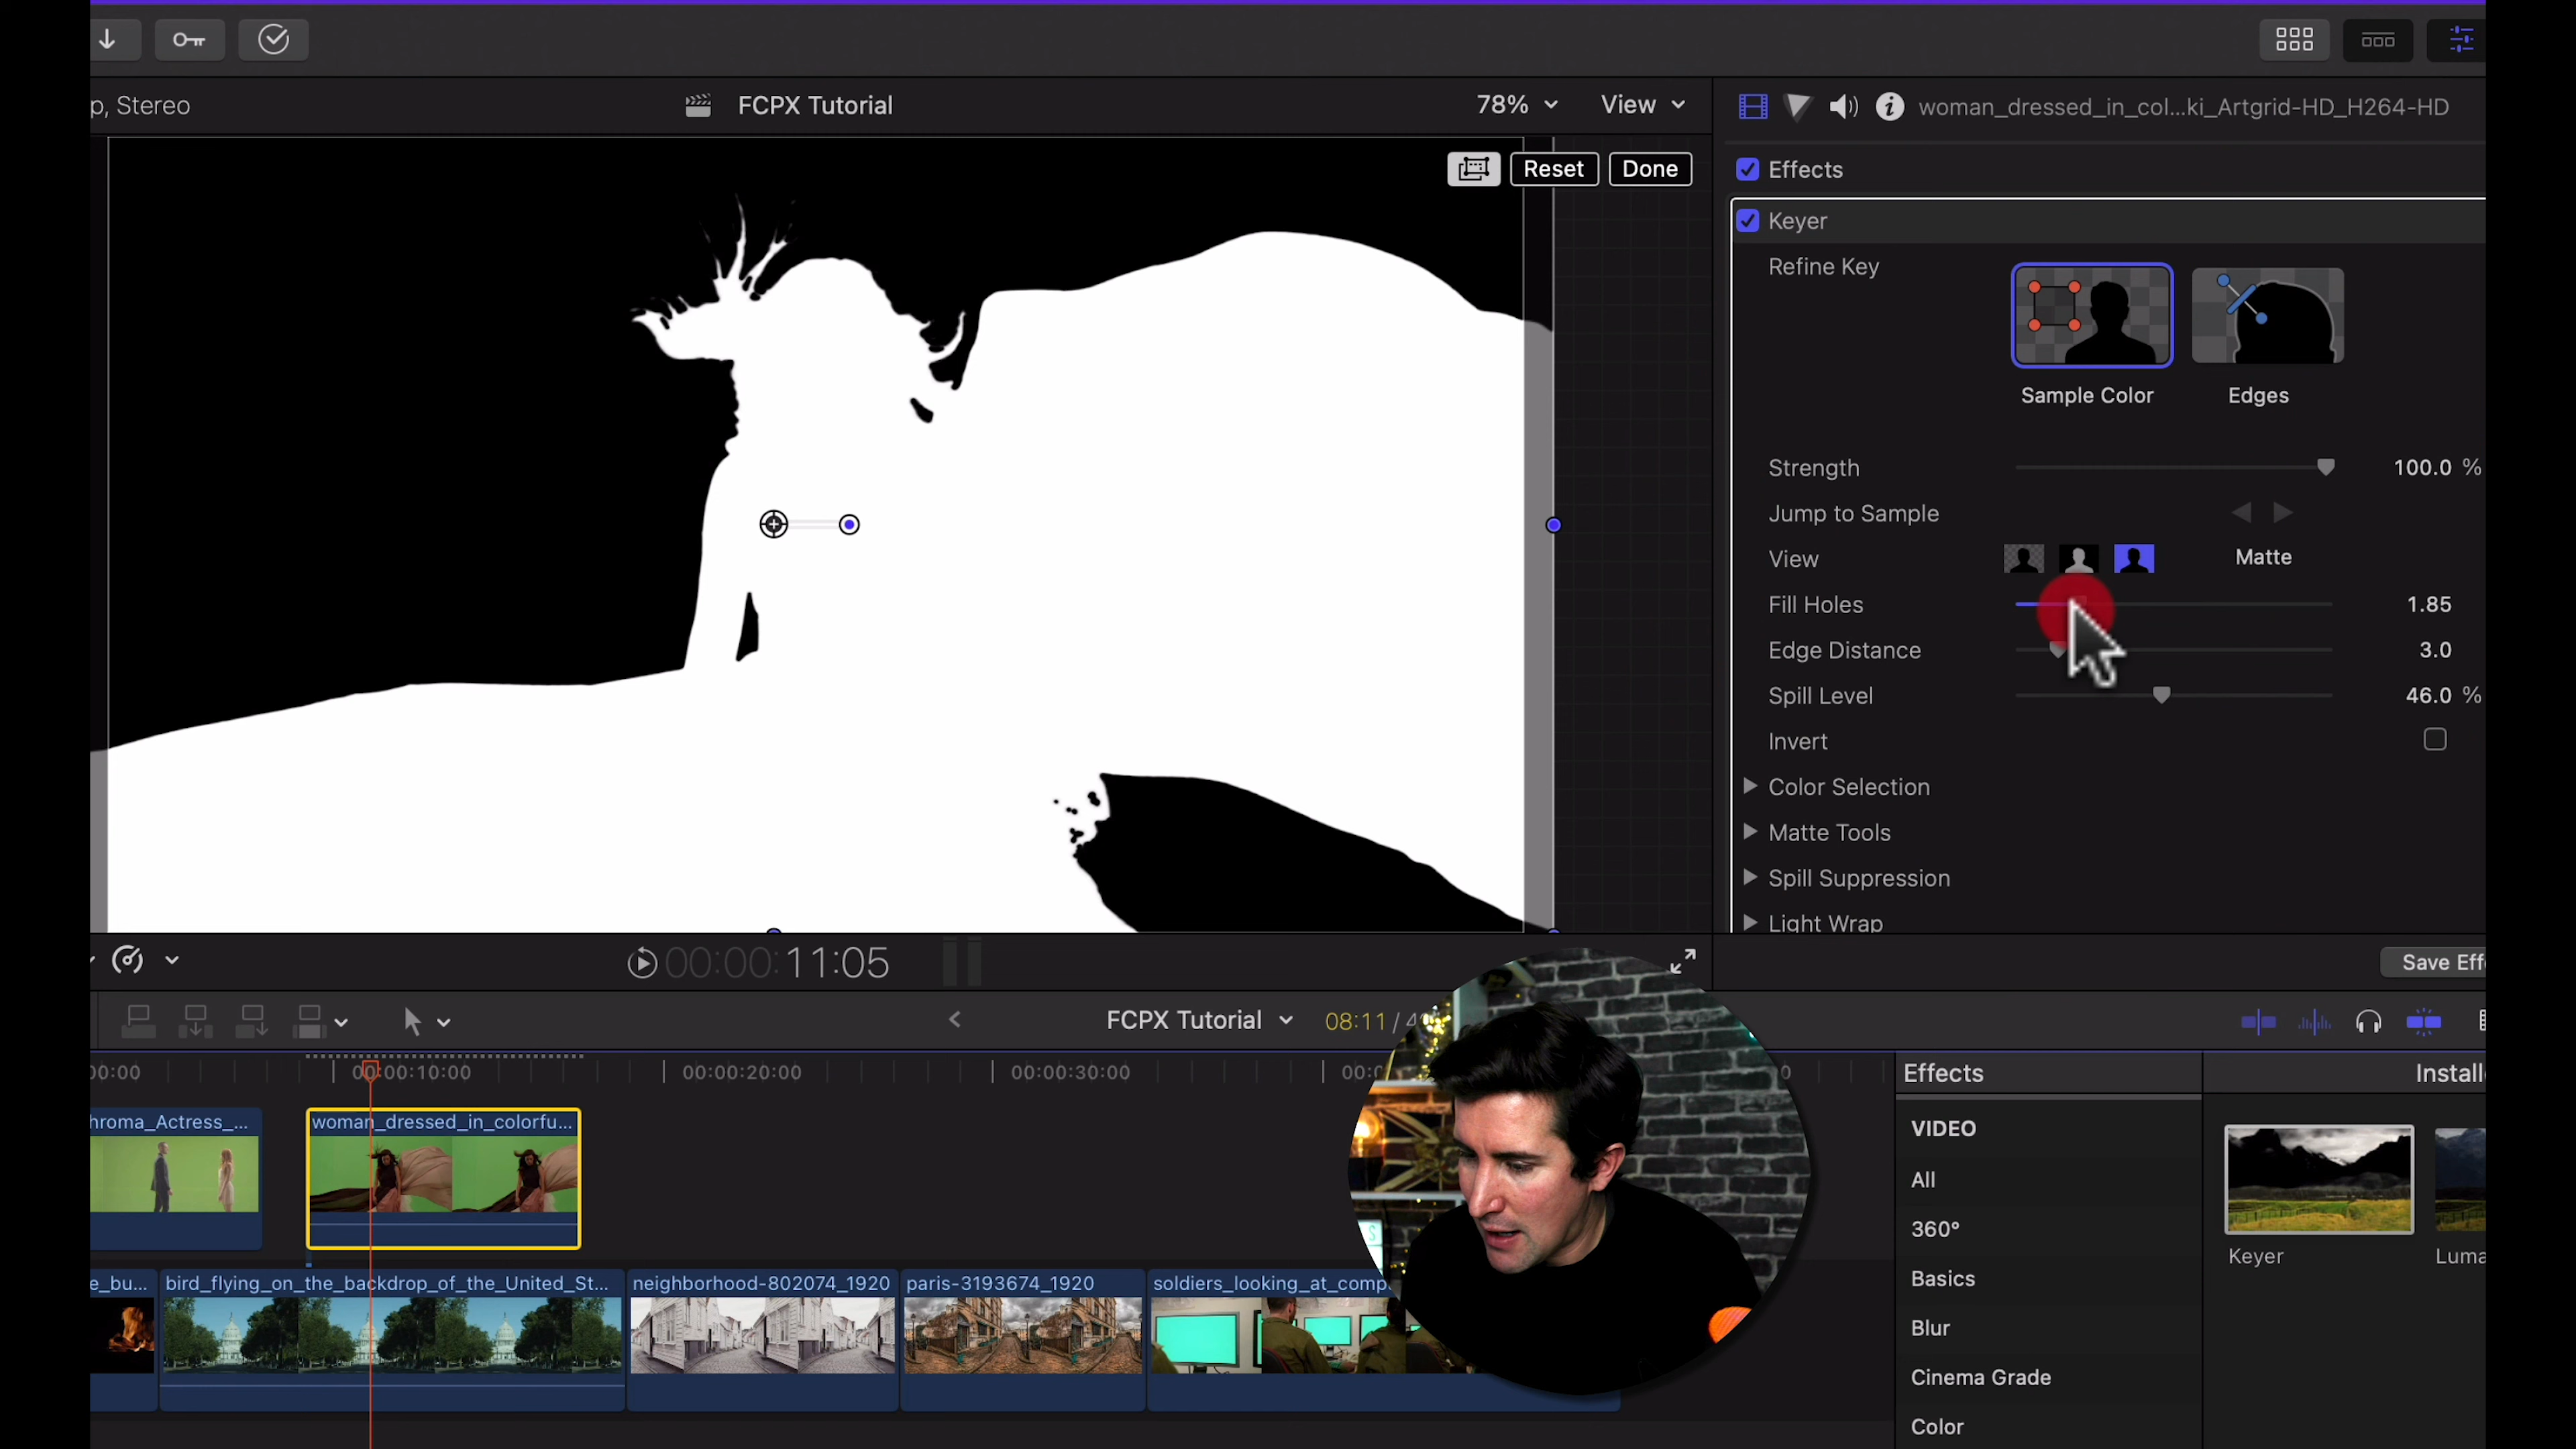 p, Stereo
FCPX Tutorial
78%
View
woman_dressed_in_col...ki_Artgrid-HD_H264-HD
Reset
Done
Effects
Keyer
Refine Key
Sample Color
Edges
Strength
100.0 %
Jump to Sample
View
Matte
Fill Holes
1.85
Edge Distance
3.0
Spill Level
46.0 %
Invert
Color Selection
Matte Tools
Spill Suppression
Light Wrap
00:00:11:05
Save Eff
FCPX Tutorial
08:11 /
00:00
00:00:10:00
00:00:20:00
00:00:30:00
Effects
Install
hroma_Actress_...
woman_dressed_in_colorfu...
VIDEO
All
360°
Basics
Blur
Cinema Grade
Color
Keyer
Luma
e_bu...
bird_flying_on_the_backdrop_of_the_United_St...
neighborhood-802074_1920
paris-3193674_1920
soldiers_looking_at_comp